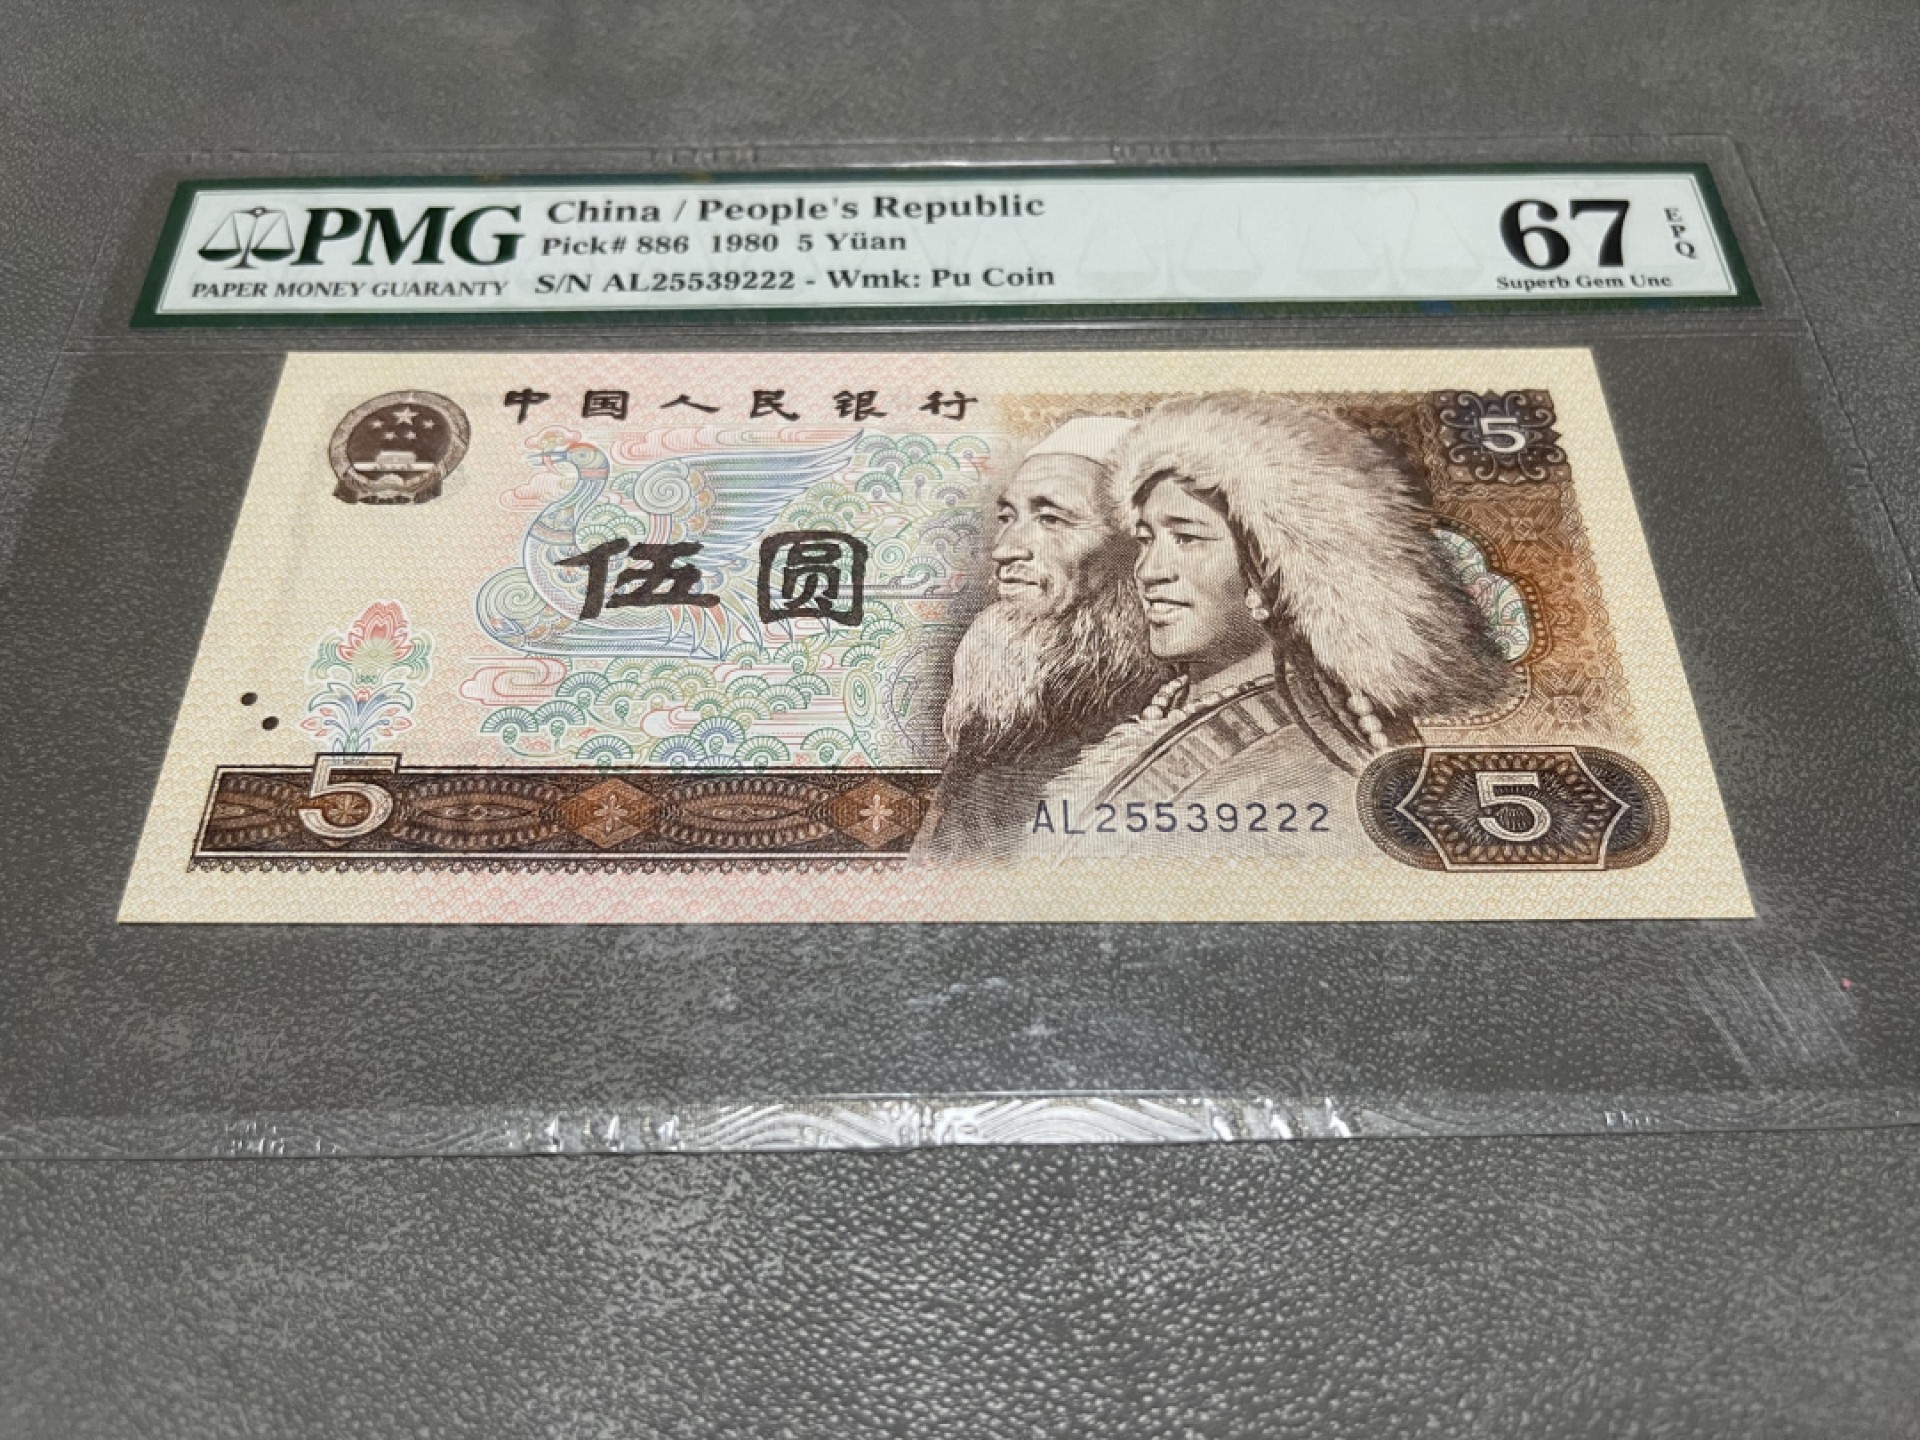 PMG
PAPER MONEY GUARANTY
China / People's Republic
Pick# 886 1980 5 Yüan
S/N AL25539222 - Wmk: Pu Coin
67
EPQ
Superb Gem Unc
中国人民银行
5
伍圆
5
AL25539222
5